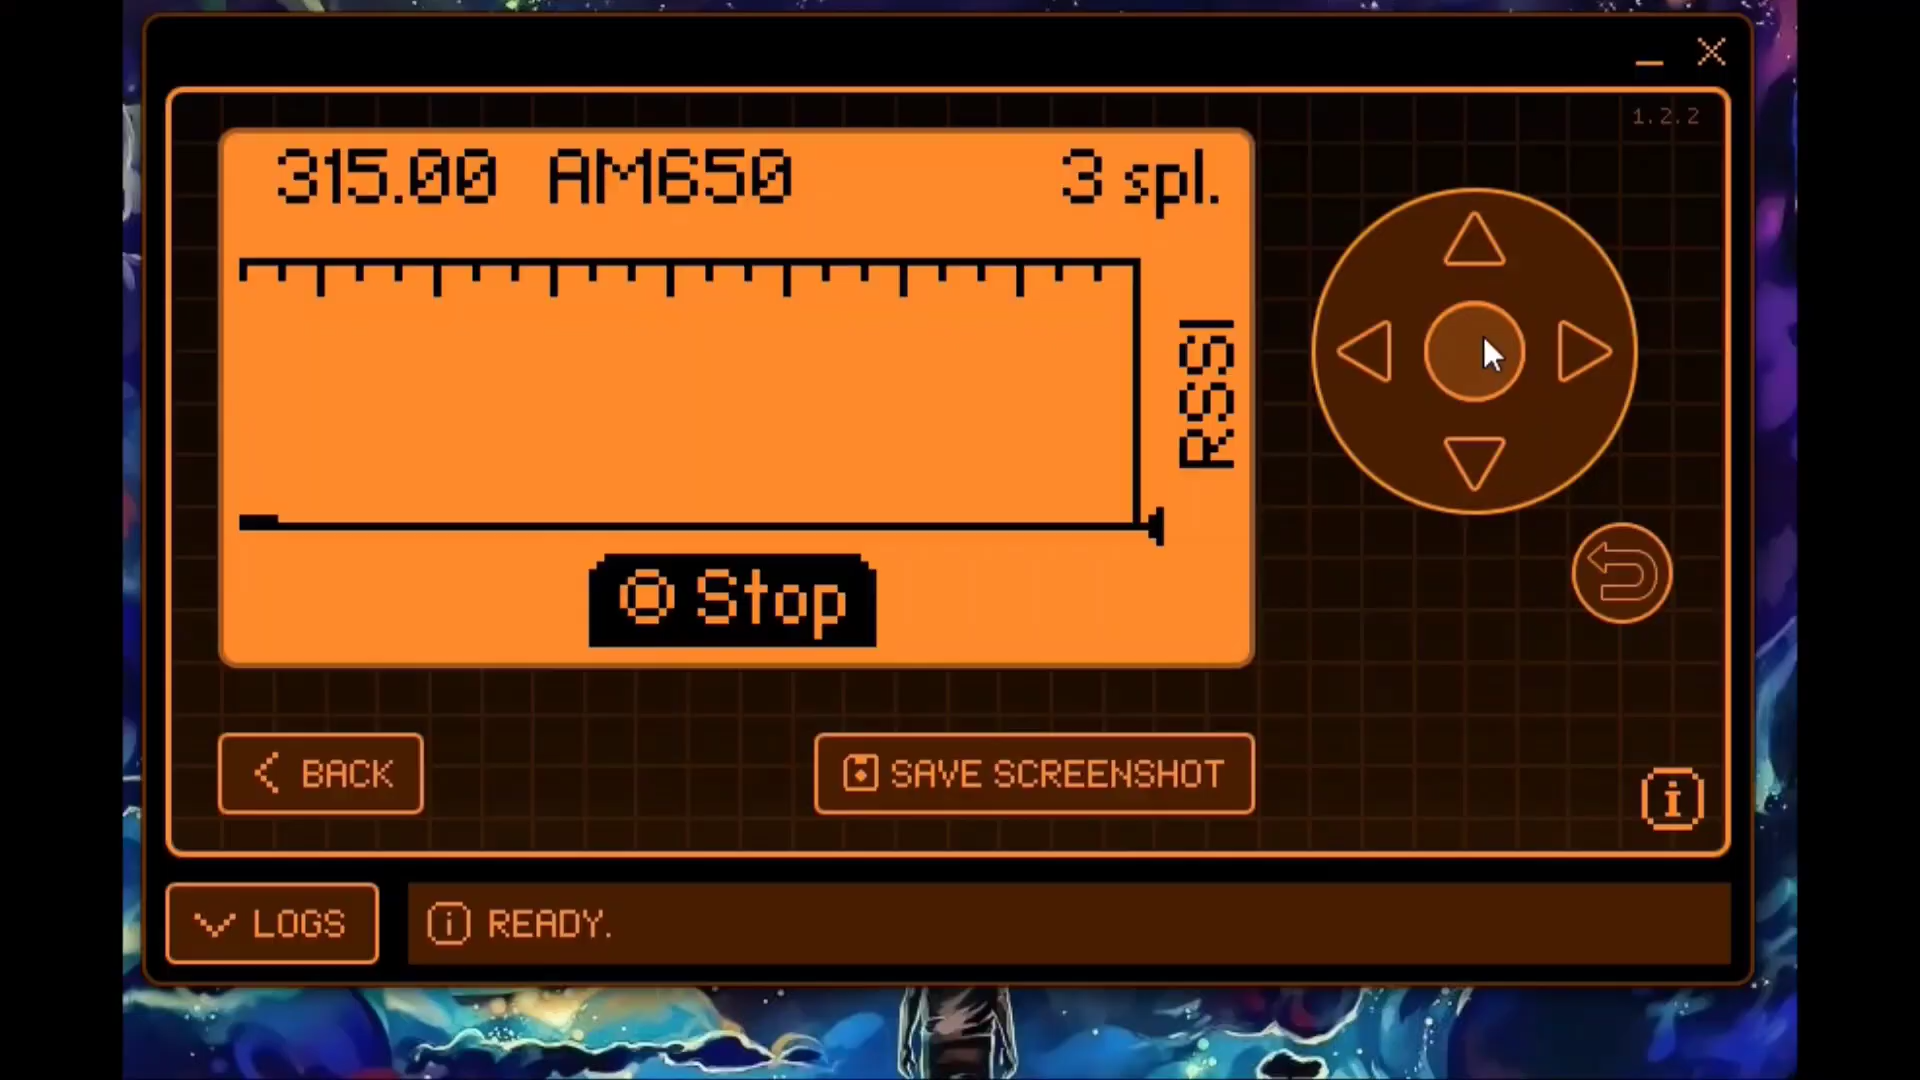 1.2.2
315.00 AM650 3 spl.
RSSI
Stop
BACK
SAVE SCREENSHOT
LOGS
READY.